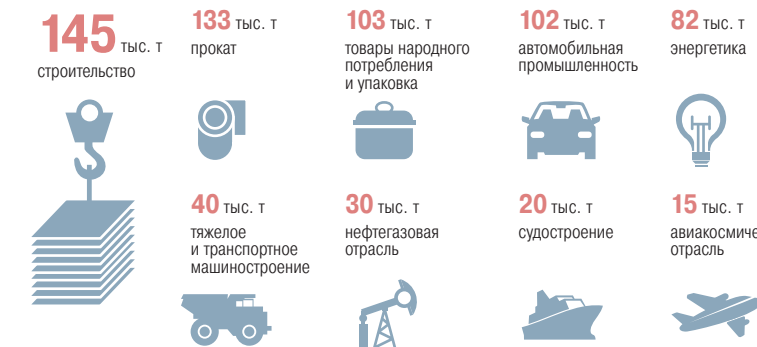 145 тыс. т
строительство
133 тыс. т
прокат
103 тыс. т
товары народного
потребления
и упаковка
102 тыс. т
автомобильная
промышленность
82 тыс. т
энергетика
40 тыс. т
тяжелое
и транспортное
машиностроение
30 тыс. т
нефтегазовая
отрасль
20 тыс. т
судостроение
15 тыс. т
отрасль